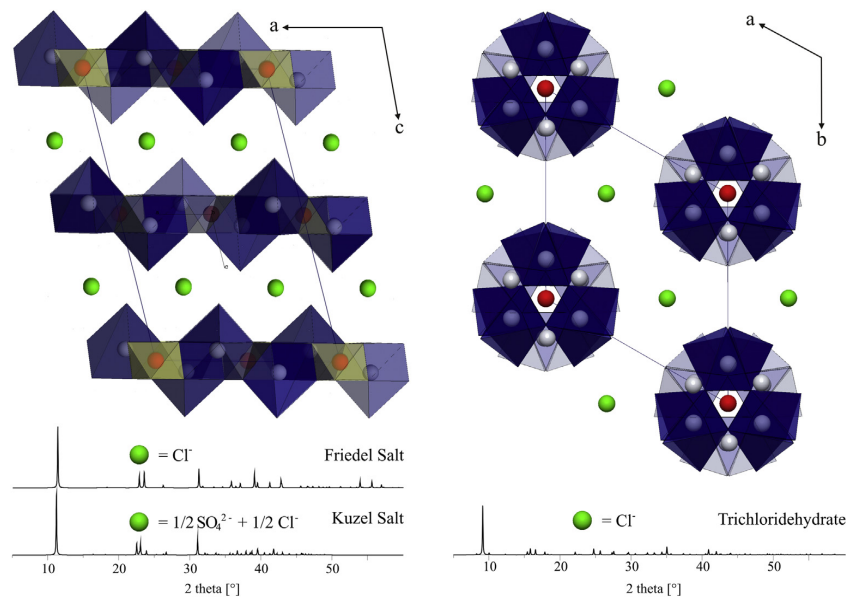 a
c
= Cl-
Friedel Salt
= 1/2 SO₄²⁻ + 1/2 Cl⁻
Kuzel Salt
10 20 30 40 50
2 theta [°]
a
b
= Cl-
Trichloridehydrate
10 20 30 40 50
2 theta [°]